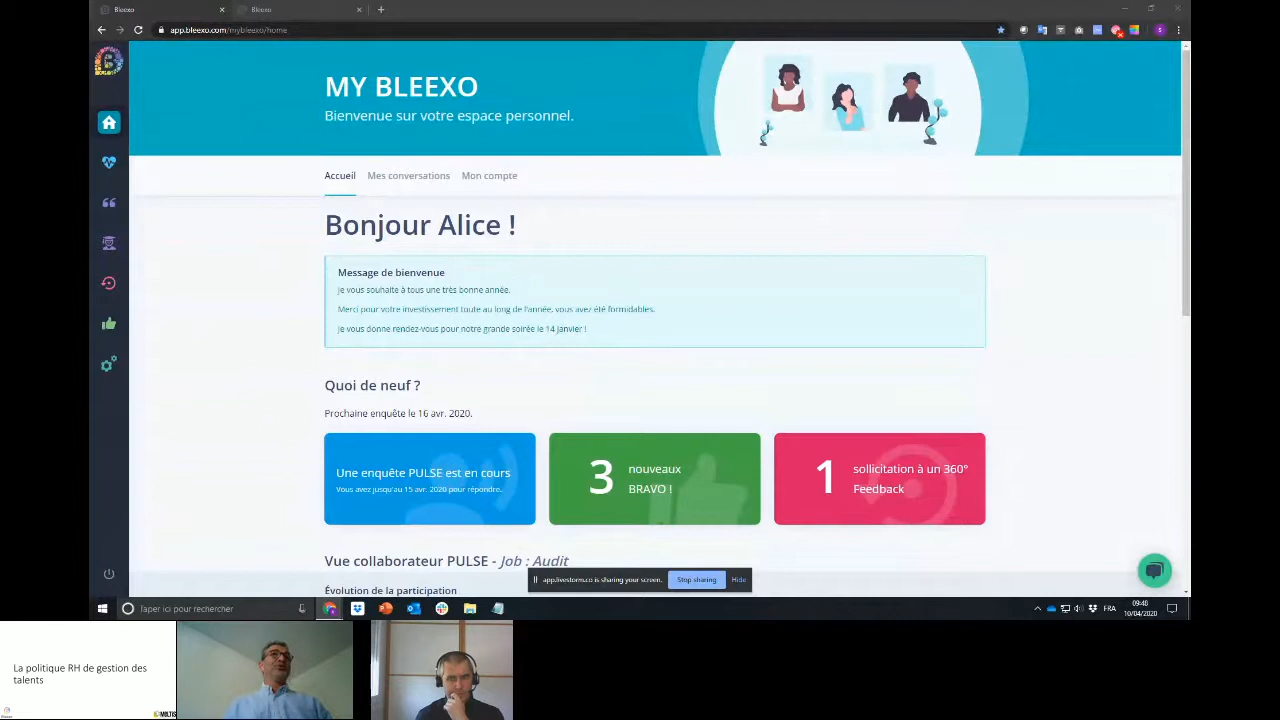 Bleexo
Bleexo
app.bleexo.com/mybleexo/home
MY BLEEXO
Bienvenue sur votre espace personnel.
Accueil
Mes conversations
Mon compte
Bonjour Alice !
Message de bienvenue
Je vous souhaite à tous une très bonne année.
Merci pour votre investissement toute au long de l'année, vous avez été formidables.
Je vous donne rendez-vous pour notre grande soirée le 14 janvier !
Quoi de neuf ?
Prochaine enquête le 16 avr. 2020.
Une enquête PULSE est en cours
Vous avez jusqu'au 15 avr. 2020 pour répondre.
3
nouveaux
BRAVO !
1
sollicitation à un 360°
Feedback
Vue collaborateur PULSE - Job : Audit
Évolution de la participation
app.livestorm.co is sharing your screen.
Stop sharing
Hide
Taper ici pour rechercher
FRA
09:48
10/04/2020
La politique RH de gestion des
talents
MOLTIS